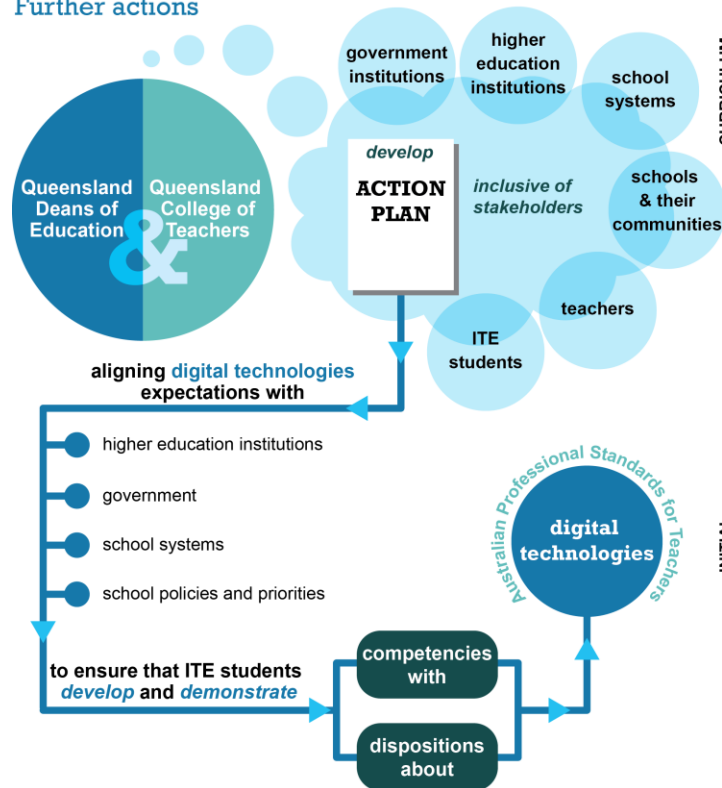 Further actions
government
institutions
higher
education
institutions
school
systems
schools
& their
communities
teachers
ITE
students
Queensland
Deans of
Education
&
Queensland
College of
Teachers
develop
ACTION
PLAN
inclusive of
stakeholders
aligning digital technologies
expectations with
higher education institutions
government
school systems
school policies and priorities
to ensure that ITE students
develop and demonstrate
competencies
with
dispositions
about
Australian Professional Standards for Teachers
digital
technologies
CURRICULUM
INITIAL